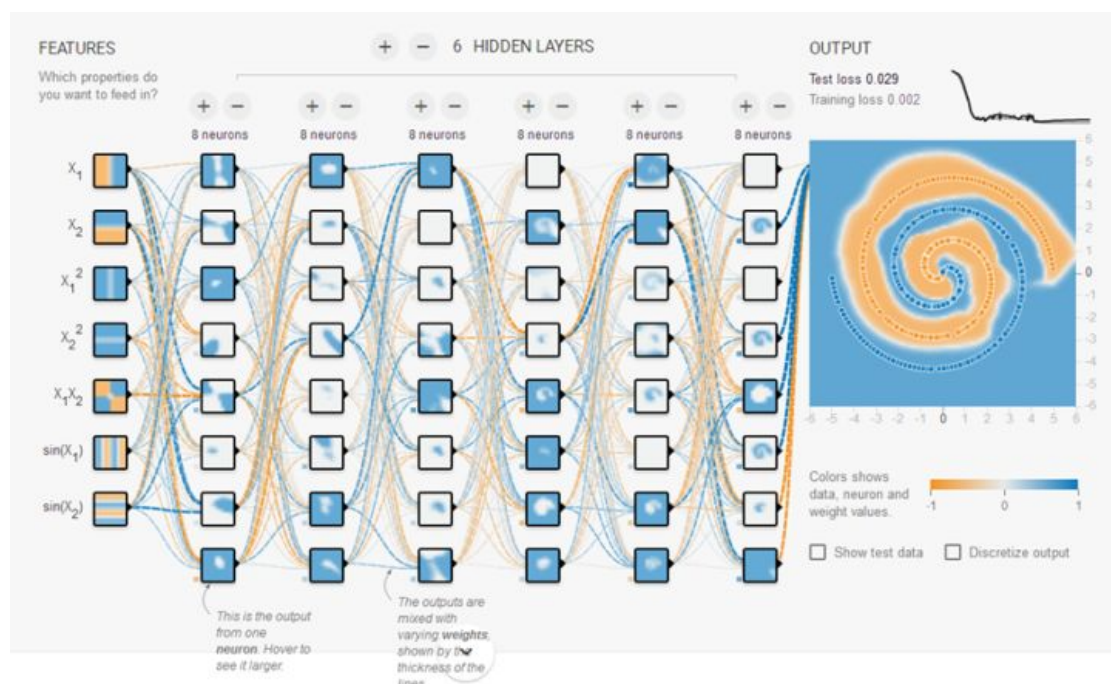 FEATURES
Which properties do
you want to feed in?
+ − 6 HIDDEN LAYERS
+ − + − + − + − + − + −
8 neurons 8 neurons 8 neurons 8 neurons 8 neurons 8 neurons
X1
X2
X1²
X2²
X1X2
sin(X1)
sin(X2)
This is the output
from one
neuron. Hover to
see it larger.
The outputs are
mixed with
varying weights,
shown by the
thickness of the
lines.
OUTPUT
Test loss 0.029
Training loss 0.002
6
5
4
3
2
1
0
-1
-2
-3
-4
-5
-6
-6 -5 -4 -3 -2 -1 0 1 2 3 4 5 6
Colors shows
data, neuron and
weight values.
-1 0 1
Show test data Discretize output